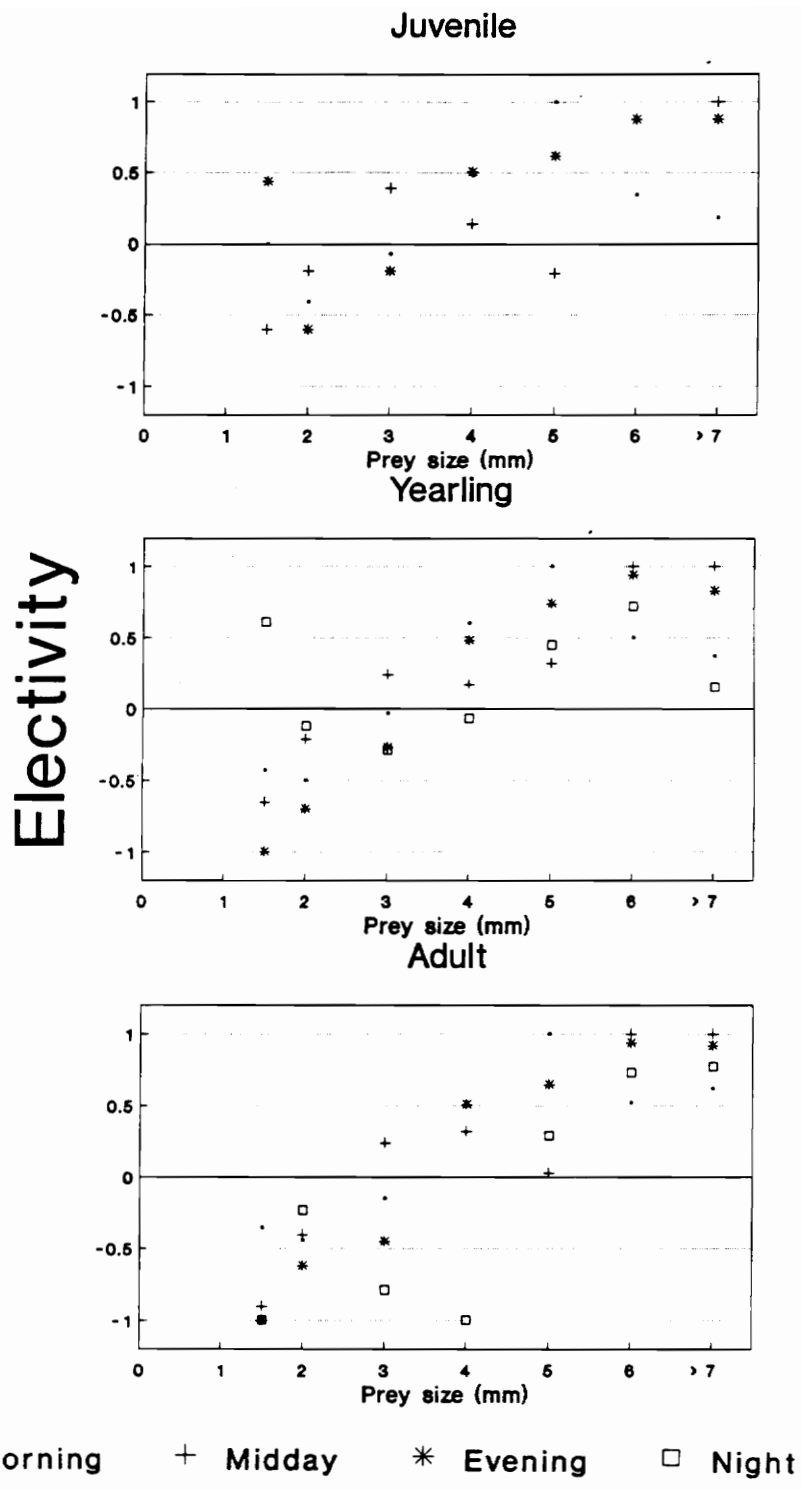 Juvenile
1
0.5
0
-0.5
-1
0 1 2 3 4 5 6 >7
Prey size (mm)
Yearling
Electivity
1
0.5
0
-0.5
-1
0 1 2 3 4 5 6 >7
Prey size (mm)
Adult
1
0.5
0
-0.5
-1
0 1 2 3 4 5 6 >7
Prey size (mm)
orning + Midday * Evening □ Night